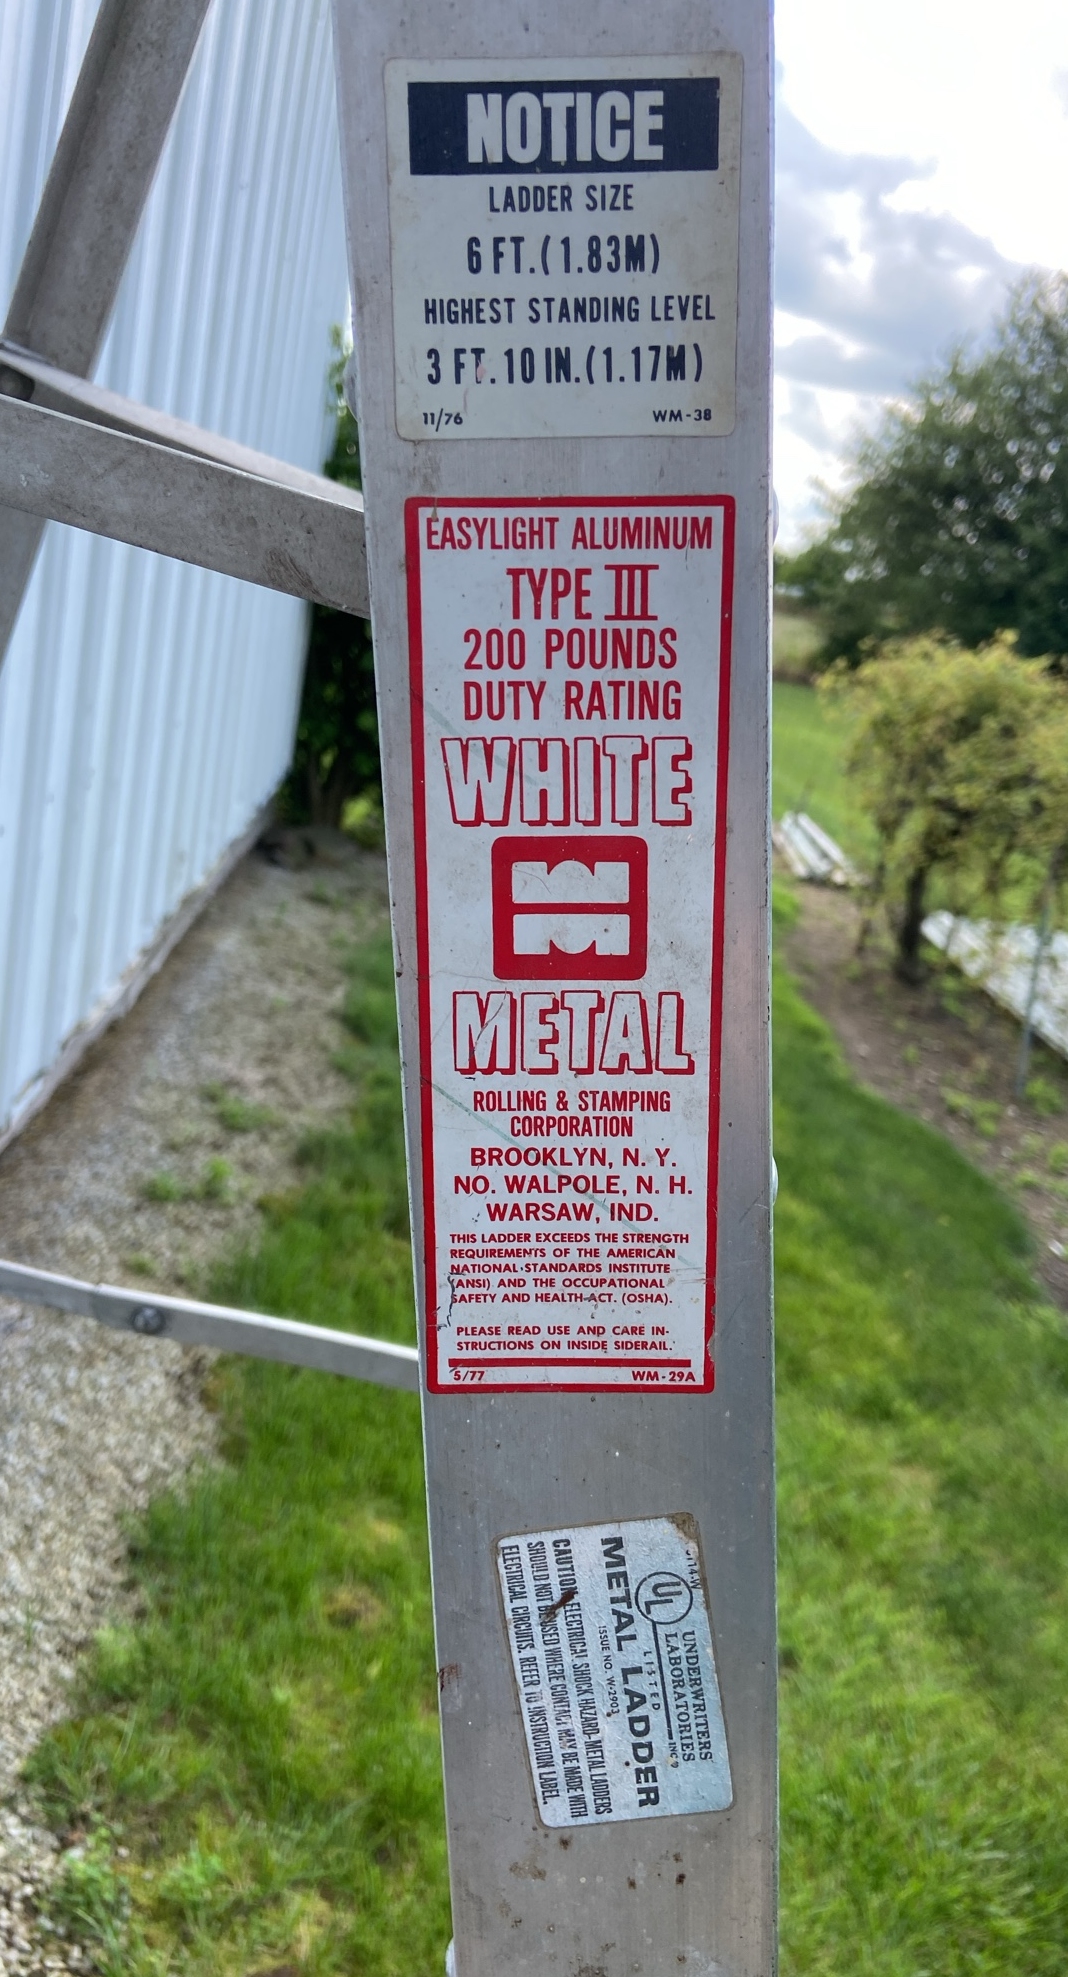 NOTICE
LADDER SIZE
6 FT. (1.83M)
HIGHEST STANDING LEVEL
3 FT. 10 IN. (1.17M)
11/76 WM-38
EASYLIGHT ALUMINUM
TYPE III
200 POUNDS
DUTY RATING
WHITE
METAL
ROLLING & STAMPING
CORPORATION
BROOKLYN, N. Y.
NO. WALPOLE, N. H.
WARSAW, IND.
THIS LADDER EXCEEDS THE STRENGTH
REQUIREMENTS OF THE AMERICAN
NATIONAL STANDARDS INSTITUTE
(ANSI) AND THE OCCUPATIONAL
SAFETY AND HEALTH ACT. (OSHA).
PLEASE READ USE AND CARE IN-
STRUCTIONS ON INSIDE SIDERAIL.
5/77 WM-29A
UL
UNDERWRITERS
LABORATORIES INC.®
LISTED
METAL LADDER
ISSUE NO. W-2903
CAUTION: ELECTRICAL SHOCK HAZARD-METAL LADDERS
SHOULD NOT BE USED WHERE CONTACT MAY BE MADE WITH
ELECTRICAL CIRCUITS. REFER TO INSTRUCTION LABEL.